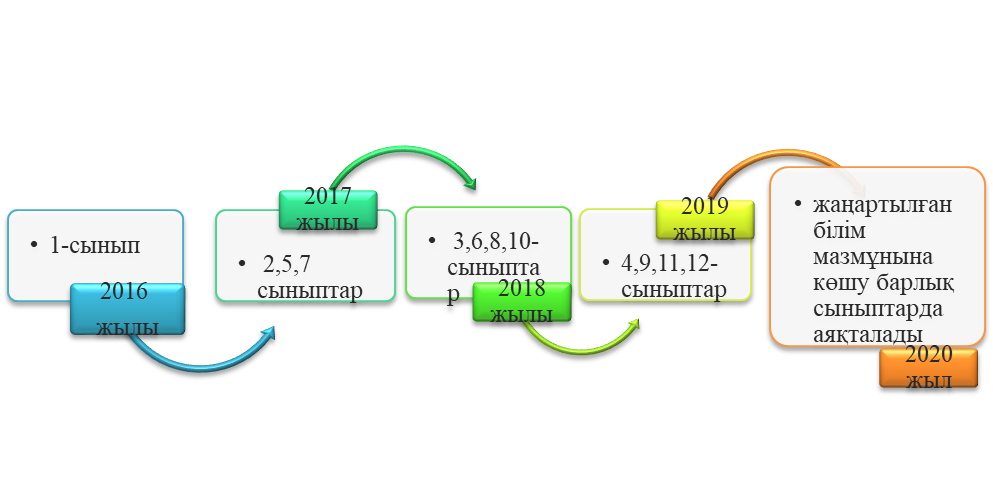 1-сынып
2016
жылы
2017
жылы
2,5,7
сыныптар
3,6,8,10-
сыныпта
р
2018
жылы
2019
жылы
4,9,11,12-
сыныптар
жаңартылған
білім
мазмұнына
көшу барлық
сыныптарда
аяқталады
2020
жыл